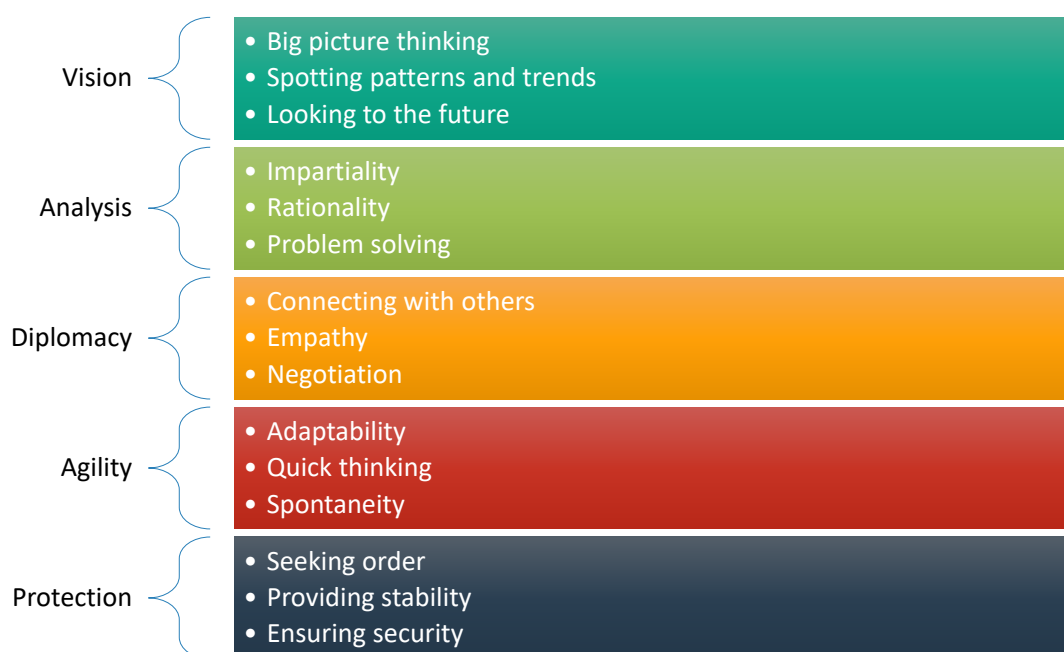 Vision
• Big picture thinking
• Spotting patterns and trends
• Looking to the future
Analysis
• Impartiality
• Rationality
• Problem solving
Diplomacy
• Connecting with others
• Empathy
• Negotiation
Agility
• Adaptability
• Quick thinking
• Spontaneity
Protection
• Seeking order
• Providing stability
• Ensuring security